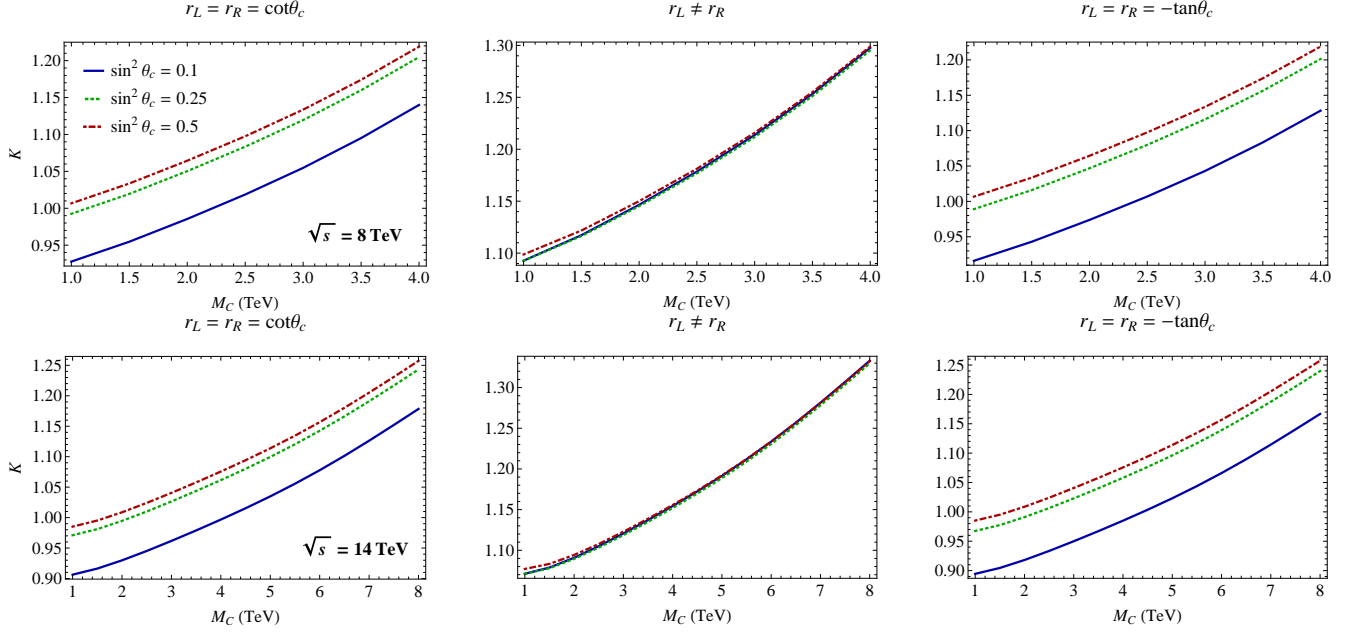 r_L = r_R = cotθ_c
r_L ≠ r_R
r_L = r_R = −tanθ_c
K
1.20
1.15
1.10
1.05
1.00
0.95
sin² θ_c = 0.1
sin² θ_c = 0.25
sin² θ_c = 0.5
√s = 8 TeV
1.0 1.5 2.0 2.5 3.0 3.5 4.0
M_C (TeV)
1.30
1.25
1.20
1.15
1.10
1.0 1.5 2.0 2.5 3.0 3.5 4.0
M_C (TeV)
1.20
1.15
1.10
1.05
1.00
0.95
1.0 1.5 2.0 2.5 3.0 3.5 4.0
M_C (TeV)
r_L = r_R = cotθ_c
r_L ≠ r_R
r_L = r_R = −tanθ_c
K
1.25
1.20
1.15
1.10
1.05
1.00
0.95
0.90
√s = 14 TeV
1 2 3 4 5 6 7 8
M_C (TeV)
1.30
1.25
1.20
1.15
1.10
1 2 3 4 5 6 7 8
M_C (TeV)
1.25
1.20
1.15
1.10
1.05
1.00
0.95
0.90
1 2 3 4 5 6 7 8
M_C (TeV)